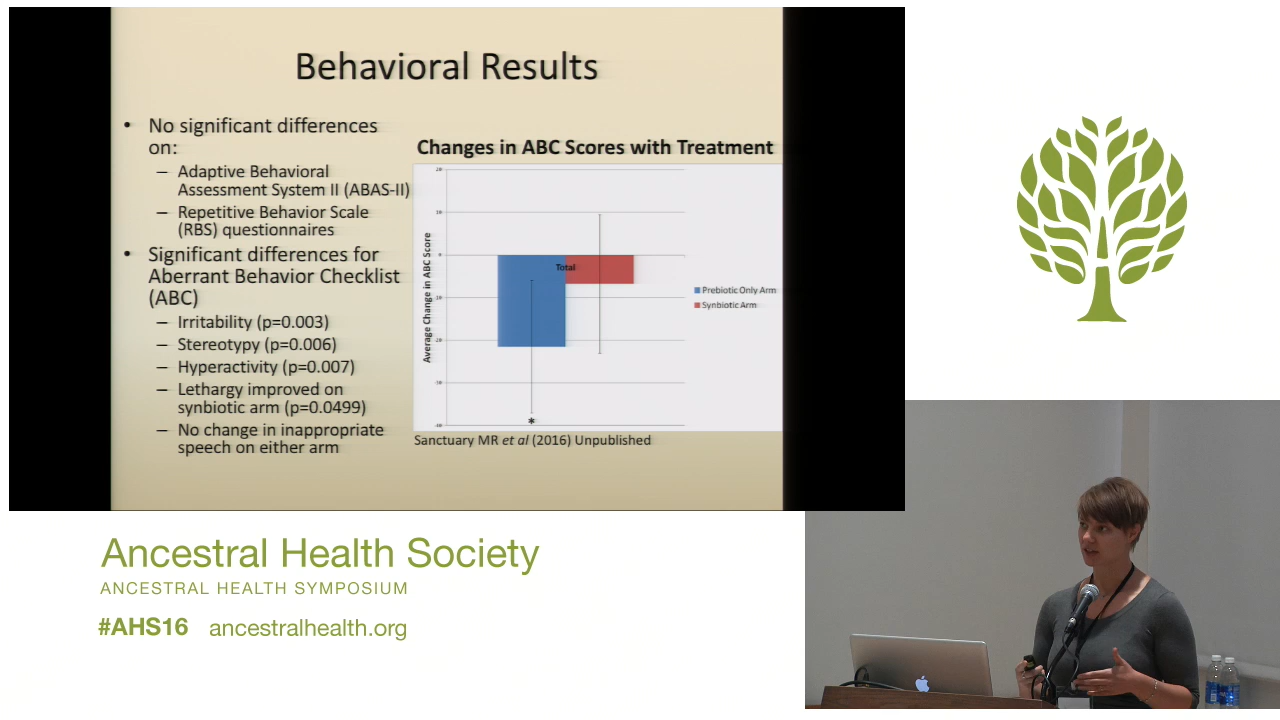 Behavioral Results
• No significant differences
on:
– Adaptive Behavioral
Assessment System II (ABAS-II)
– Repetitive Behavior Scale
(RBS) questionnaires
• Significant differences for
Aberrant Behavior Checklist
(ABC)
– Irritability (p=0.003)
– Stereotypy (p=0.006)
– Hyperactivity (p=0.007)
– Lethargy improved on
synbiotic arm (p=0.0499)
– No change in inappropriate
speech on either arm
Changes in ABC Scores with Treatment
Average Change in ABC Score
Total
Prebiotic Only Arm
Synbiotic Arm
*
Sanctuary MR et al (2016) Unpublished
Ancestral Health Society
ANCESTRAL HEALTH SYMPOSIUM
#AHS16 ancestralhealth.org